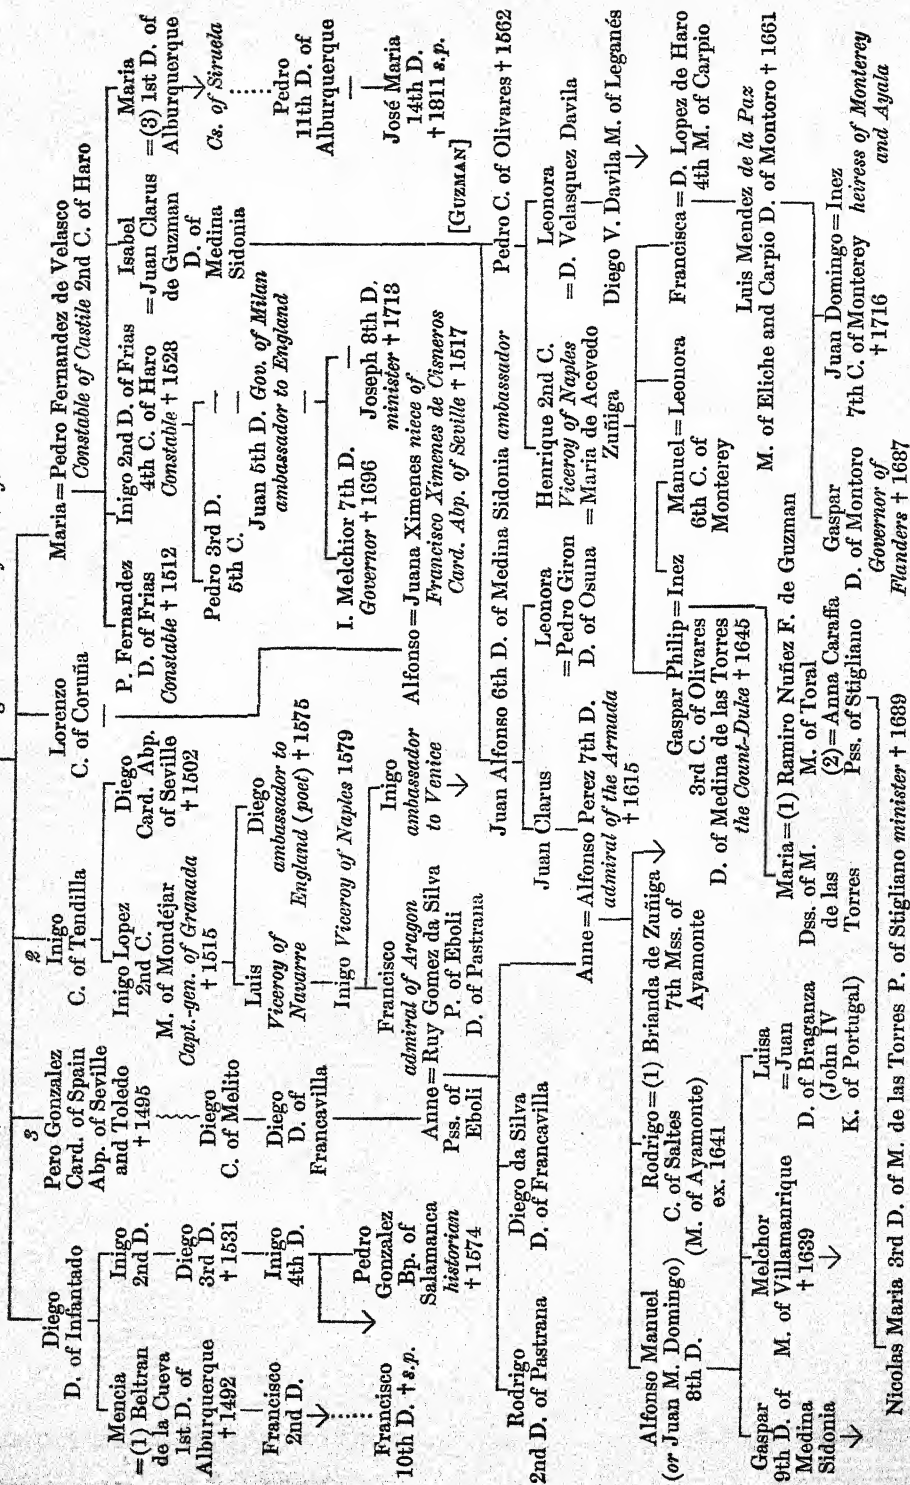 3
2
Diego
D. of Infantado
Pero Gonzalez
Card. of Spain
Abp. of Seville
and Toledo
† 1495
Inigo
C. of Tendilla
Lorenzo
C. of Coruña
Maria = Pedro Fernandez de Velasco
Constable of Castile 2nd C. of Haro
Mencia
= (1) Beltran
de la Cueva
1st D. of
Alburquerque
† 1492
Inigo
2nd D.
Diego
3rd D.
† 1531
Inigo
4th D.
Francisco
2nd D.
Francisco
10th D. † s.p.
Pedro
Gonzalez
Bp. of
Salamanca
historian
† 1574
Diego
C. of Melito
Diego
D. of
Francavilla
Inigo Lopez
2nd C.
M. of Mondéjar
Capt.-gen. of Granada
† 1515
Diego
Card. Abp.
of Seville
† 1502
Luis
Viceroy of
Navarre
Diego
ambassador to
England (poet) † 1575
Inigo Viceroy of Naples 1579
Francisco
admiral of Aragon
Inigo
ambassador
to Venice
P. Fernandez
D. of Frias
Constable † 1512
Inigo 2nd D. of Frias
4th C. of Haro
Constable † 1528
Isabel
= Juan Clarus
de Guzman
D. of
Medina
Sidonia
Maria
= (3) 1st D. of
Alburquerque
Cs. of Siruela
Pedro
11th D. of
Alburquerque
José Maria
14th D.
† 1811 s.p.
Pedro 3rd D.
5th C.
Juan 5th D. Gov. of Milan
ambassador to England
I. Melchior 7th D.
Governor † 1696
Joseph 8th D.
minister † 1713
Alfonso = Juana Ximenes niece of
Francisco Ximenes de Cisneros
Card. Abp. of Seville † 1517
[GUZMAN]
Anne = Ruy Gomez da Silva
Pss. of
Eboli
P. of Eboli
D. of Pastrana
Rodrigo
2nd D. of Pastrana
Diego da Silva
D. of Francavilla
Juan Alfonso 6th D. of Medina Sidonia ambassador
Pedro C. of Olivares † 1562
Juan Clarus
Leonora
= Pedro Giron
D. of Osuna
Henrique 2nd C.
Viceroy of Naples
= Maria de Acevedo
Zuñiga
Leonora
= D. Velasquez Davila
Diego V. Davila M. of Leganés
Anne = Alfonso Perez 7th D.
admiral of the Armada
† 1615
Alfonso Manuel
(or Juan M. Domingo)
8th D.
Rodrigo = (1) Brianda de Zuñiga
C. of Saltes
(M. of Ayamonte)
ex. 1641
7th Mss. of
Ayamonte
Gaspar Philip = Inez
3rd C. of Olivares
D. of Medina de las Torres
the Count-Duke † 1645
Manuel = Leonora
6th C. of
Monterey
Francisca = D. Lopez de Haro
4th M. of Carpio
Luis Mendez de la Paz
M. of Eliche and Carpio D. of Montoro † 1661
Gaspar
9th D. of
Medina
Sidonia
Melchor
M. of Villamanrique
† 1639
Luisa
= Juan
D. of Braganza
(John IV
K. of Portugal)
Maria = (1) Ramiro Nuñez F. de Guzman
Dss. of M.
de las
Torres
M. of Toral
(2) = Anna Caraffa
Pss. of Stigliano
Gaspar
D. of Montoro
Governor of
Flanders † 1687
Juan Domingo = Inez
7th C. of Monterey
† 1716
heiress of Monterey
and Ayala
Nicolas Maria 3rd D. of M. de las Torres P. of Stigliano minister † 1689